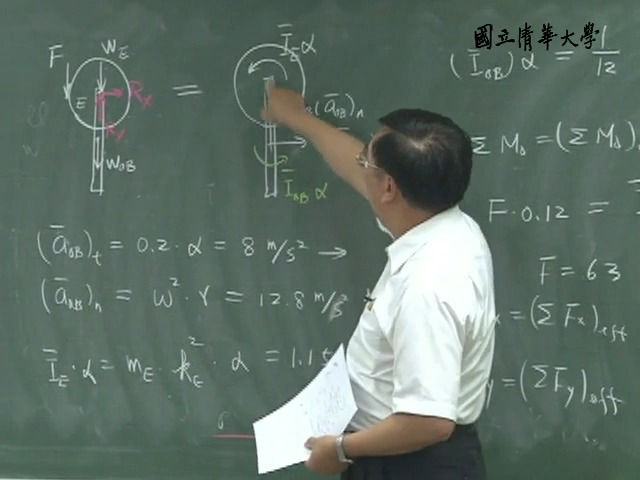 國立清華大學
F W_E
E R_x
W_OB
=
Ī_E α
(ā_OB)_n
Ī_OB α
(Ī_OB) α = 1/12
Σ M_o = (Σ M_o)
F · 0.12 =
F = 63
= (Σ F_x)_eff
y = (Σ F_y)_eff
(ā_OB)_t = 0.2 · α = 8 m/s² →
(ā_OB)_n = ω² · r = 12.8 m/s²
Ī_E · α = m_E · k_E² · α = 1.1